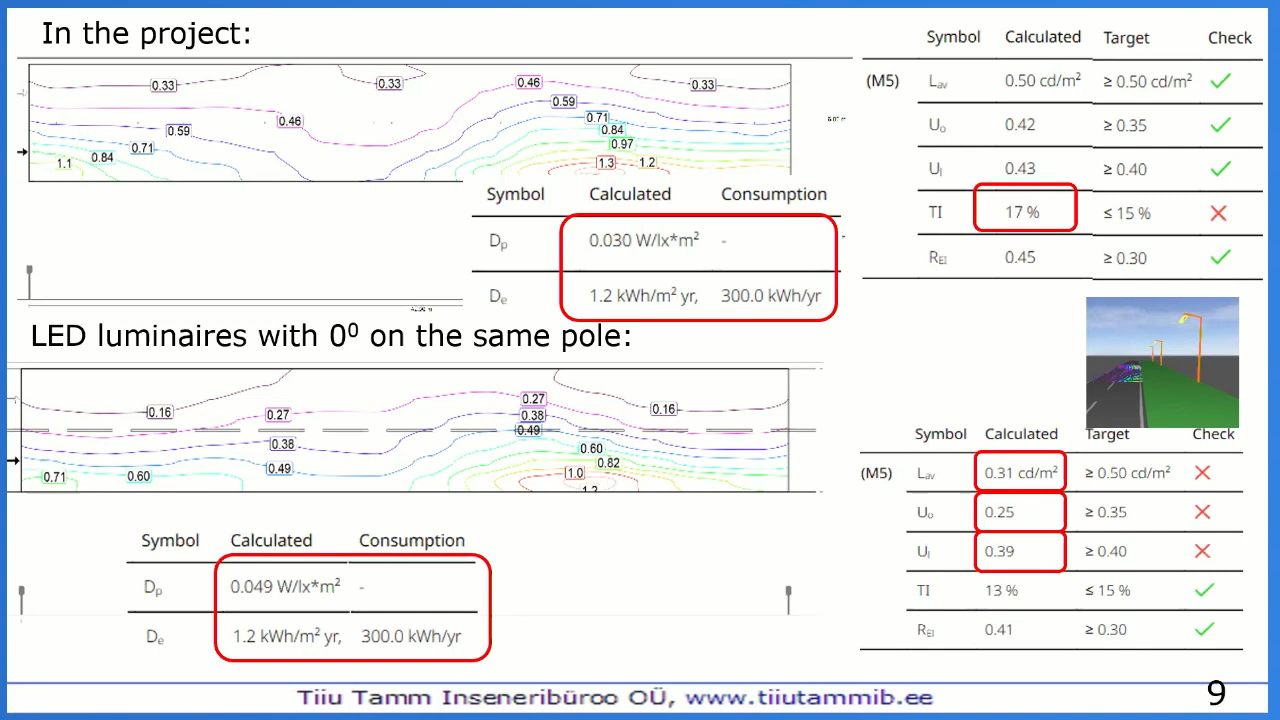 In the project:
Symbol Calculated Target Check
(M5) Lav 0.50 cd/m² ≥ 0.50 cd/m²
Uo 0.42 ≥ 0.35
Ul 0.43 ≥ 0.40
TI 17 % ≤ 15 %
REI 0.45 ≥ 0.30
0.33 0.33 0.46 0.33
0.59
0.46 0.71
0.59 0.84
0.71 0.97
1.1 0.84 1.3 1.2
Symbol Calculated Consumption
Dp 0.030 W/lx*m² -
De 1.2 kWh/m² yr, 300.0 kWh/yr
LED luminaires with 0⁰ on the same pole:
0.16 0.27 0.27 0.16
0.38
0.49
0.38 0.60
0.49 0.82
0.71 0.60 1.0
1.2
Symbol Calculated Target Check
(M5) Lav 0.31 cd/m² ≥ 0.50 cd/m²
Uo 0.25 ≥ 0.35
Ul 0.39 ≥ 0.40
TI 13 % ≤ 15 %
REI 0.41 ≥ 0.30
Symbol Calculated Consumption
Dp 0.049 W/lx*m² -
De 1.2 kWh/m² yr, 300.0 kWh/yr
Tiiu Tamm Inseneribüroo OÜ, www.tiiutammib.ee
9